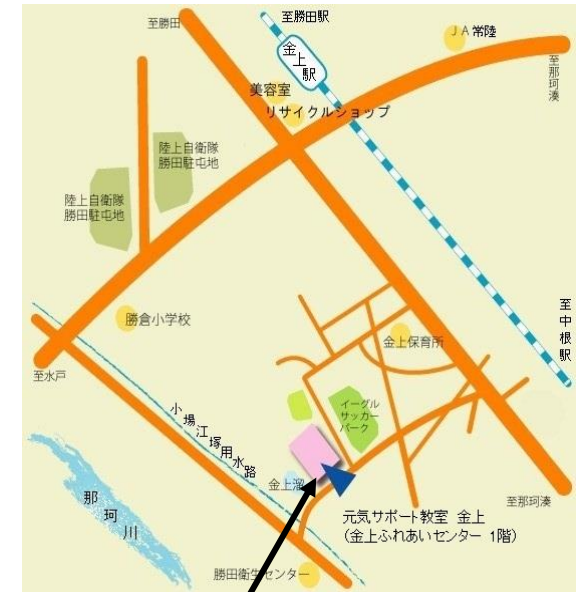 至勝田
至勝田駅
金上駅
ＪＡ常陸
至那珂湊
美容室
リサイクルショップ
陸上自衛隊
勝田駐屯地
陸上自衛隊
勝田駐屯地
至中根駅
勝倉小学校
金上保育所
至水戸
小場江塚用水路
イーグル
サッカー
パーク
金上溜
那珂川
至那珂湊
元気サポート教室 金上
（金上ふれあいセンター 1階）
勝田衛生センター